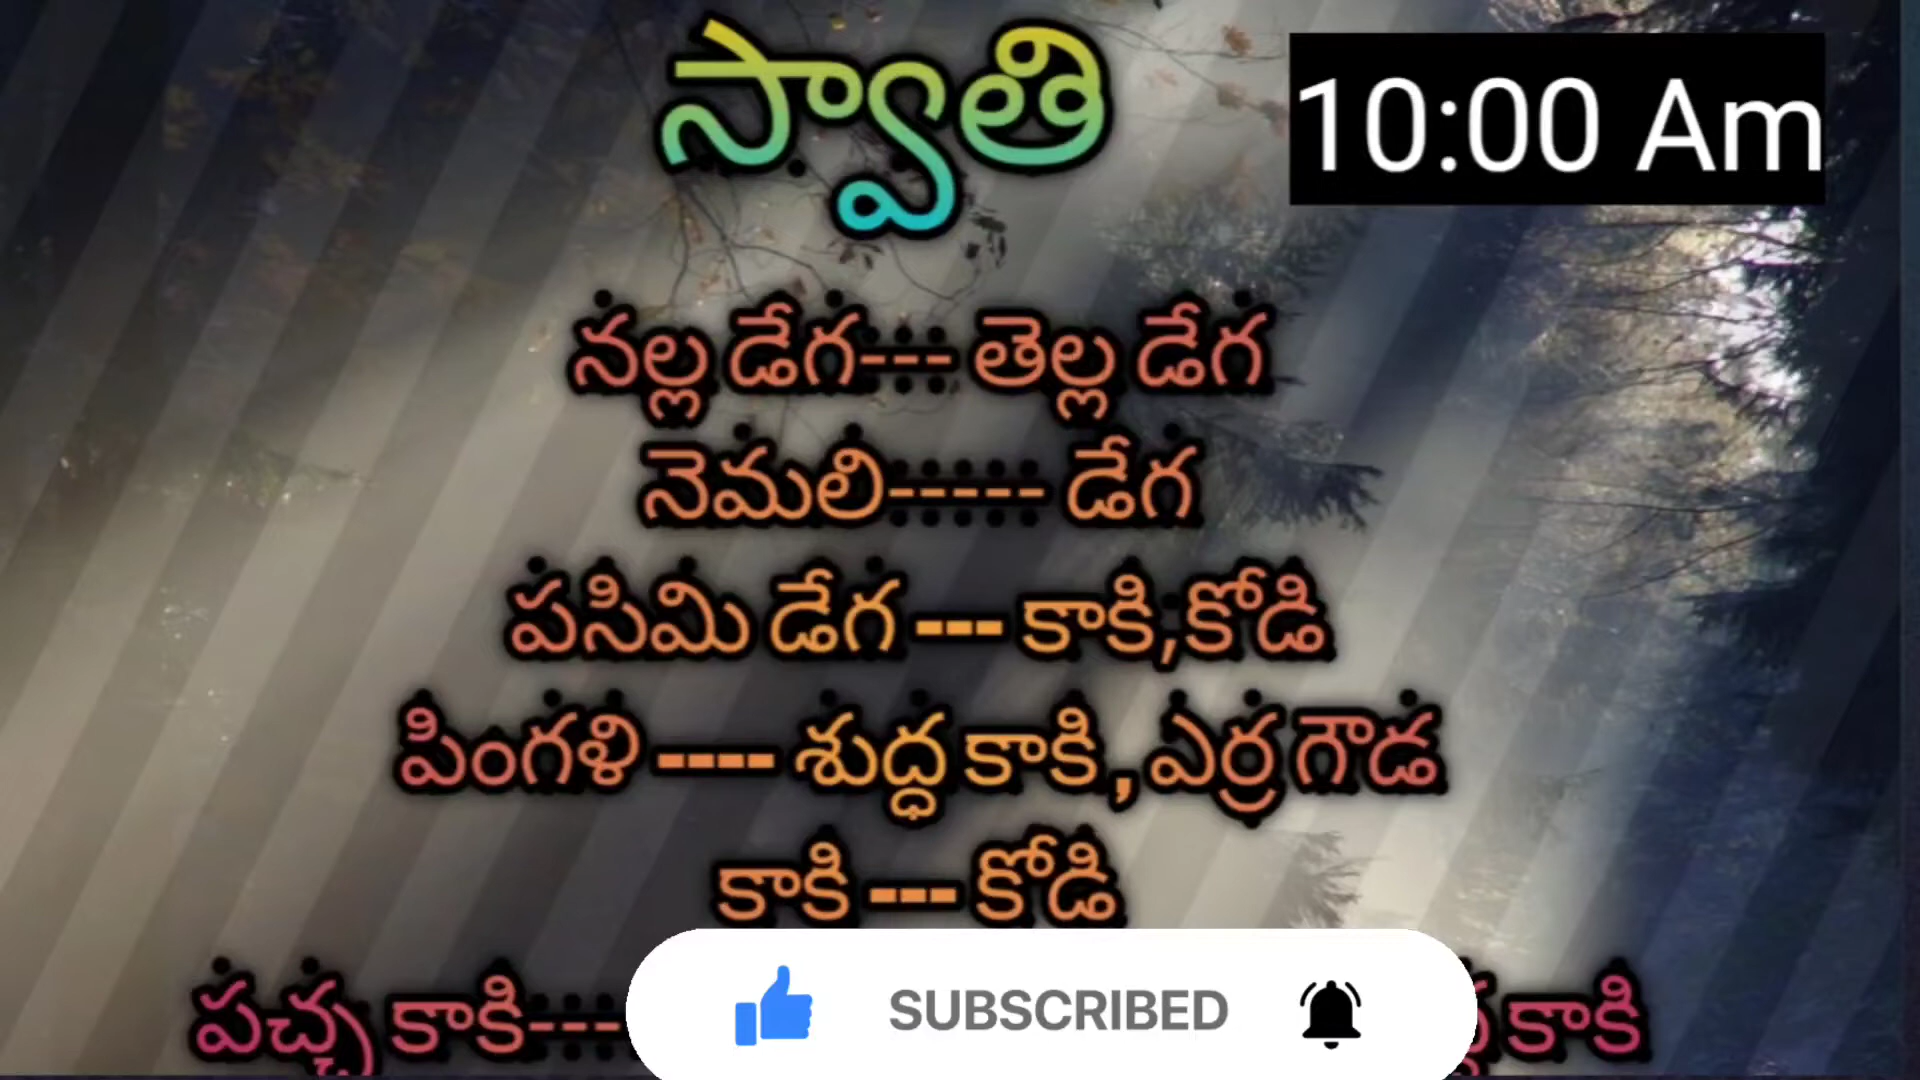 స్వాతి
10:00 Am
నల్ల డేగ--- తెల్ల డేగ
నెమలి----- డేగ
పసిమి డేగ --- కాకి,కోడి
పింగళి ---- శుద్ధ కాకి , ఎర్ర గౌడ
కాకి --- కోడి
పచ్చ కాకి--- కాకి
SUBSCRIBED